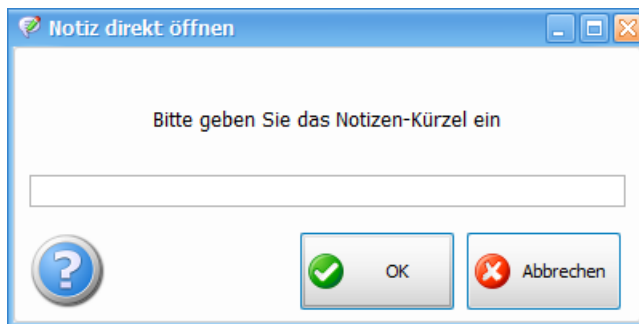 Notiz direkt öffnen
Bitte geben Sie das Notizen-Kürzel ein
OK
Abbrechen